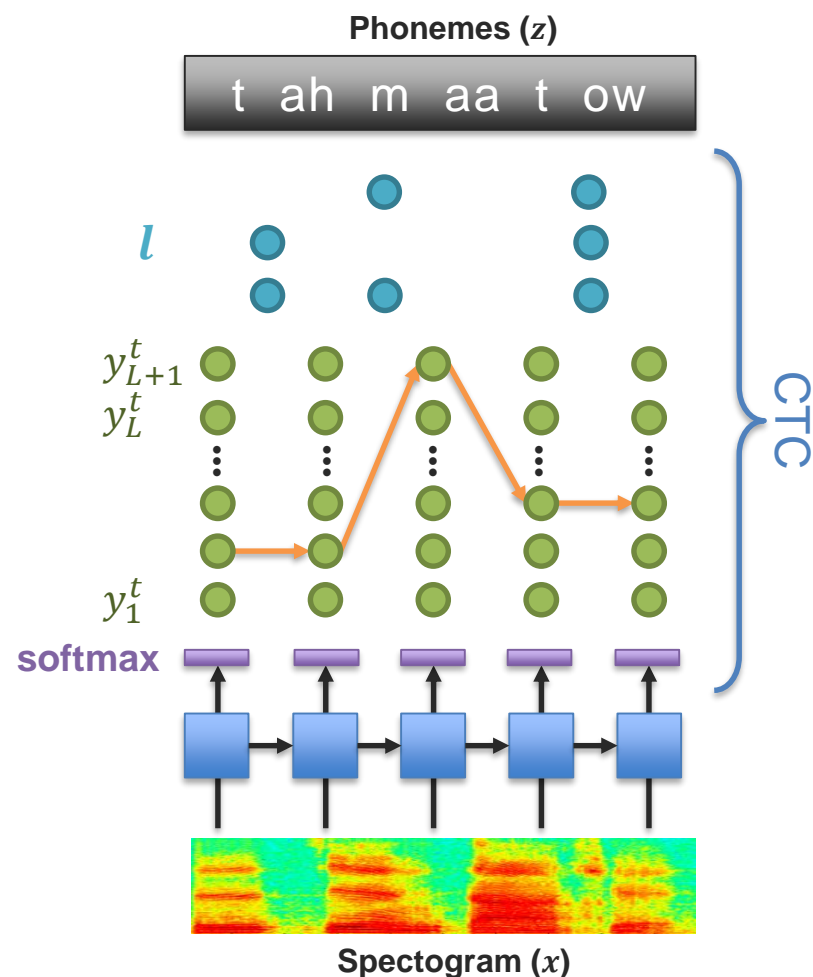 Phonemes (z)
t ah m aa t ow
l
y^t_{L+1}
y^t_L
y^t_1
softmax
CTC
Spectogram (x)